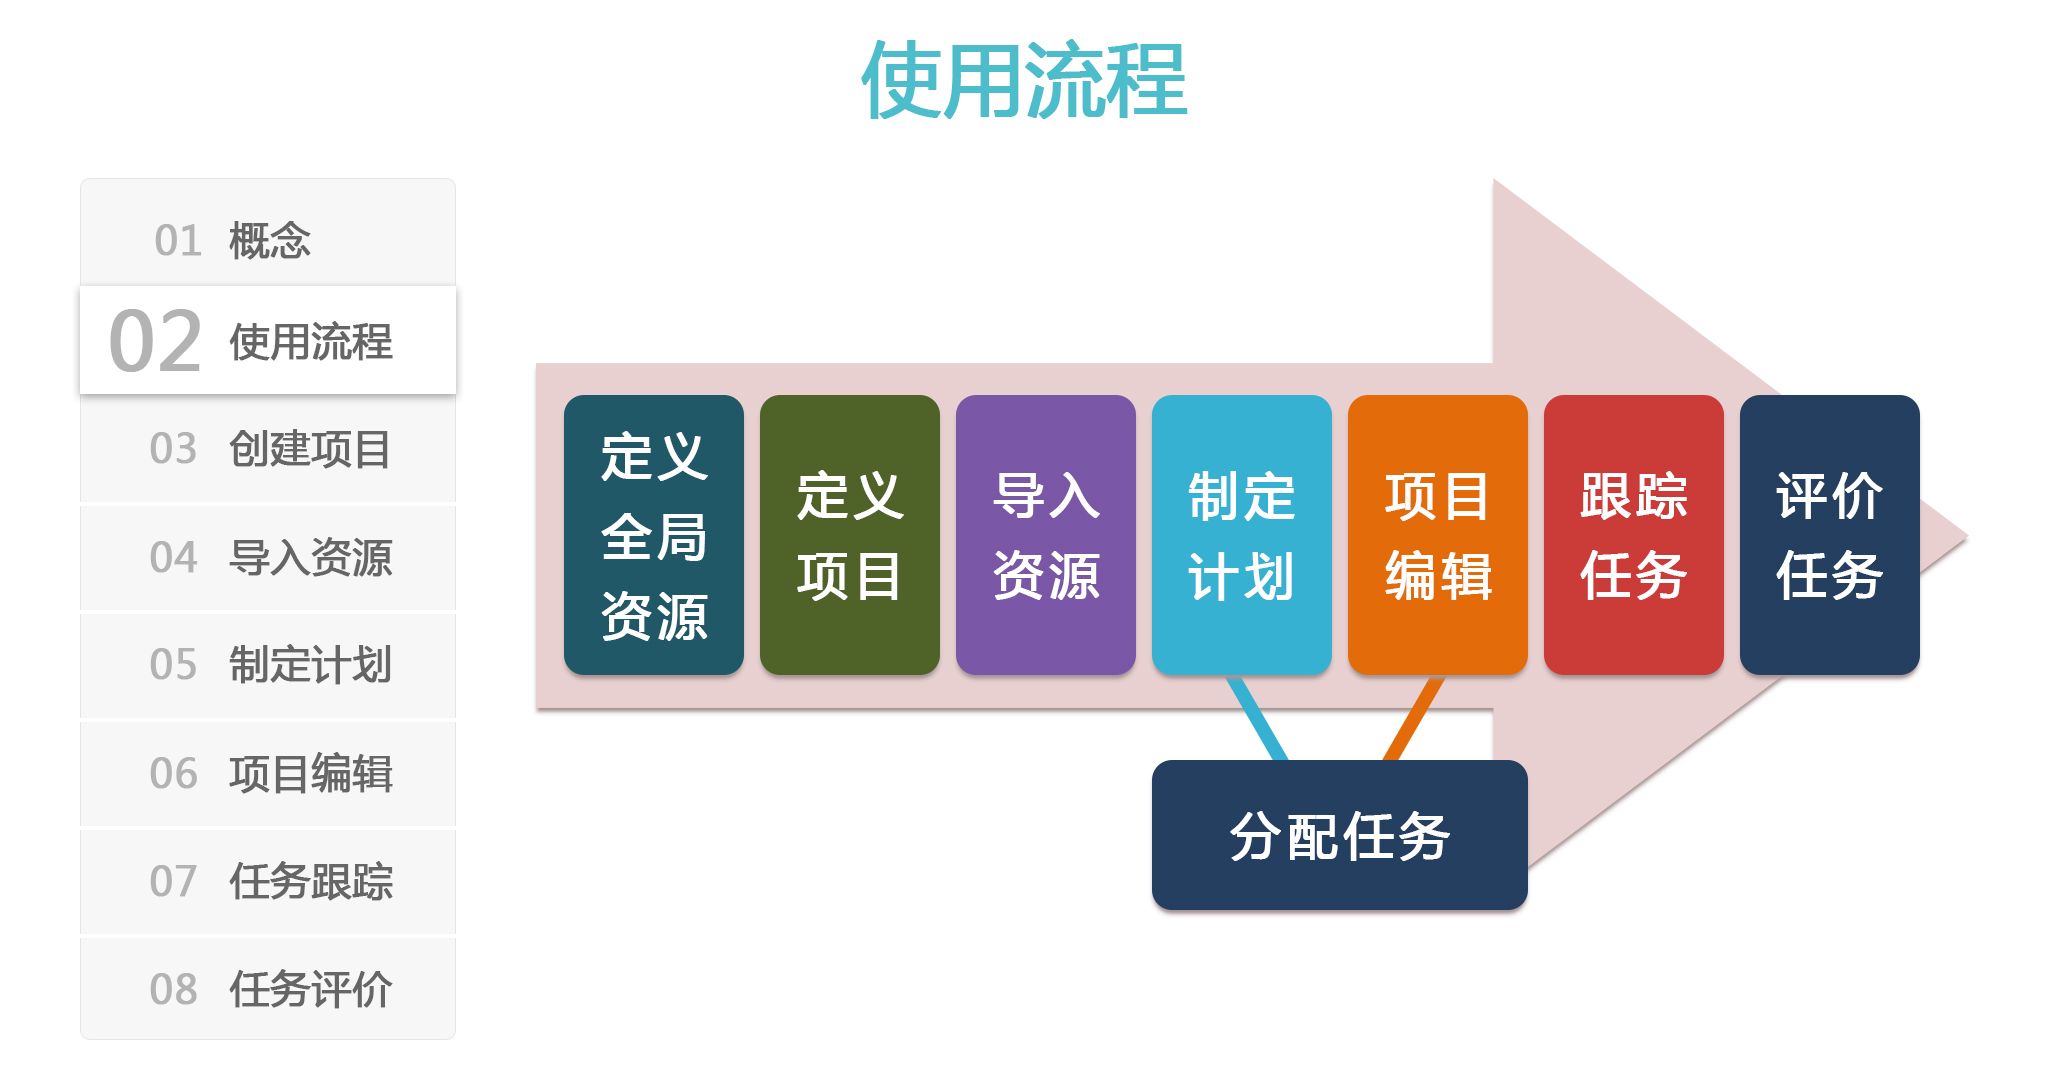 使用流程
01 概念
02 使用流程
03 创建项目
04 导入资源
05 制定计划
06 项目编辑
07 任务跟踪
08 任务评价
定义
全局
资源
定义
项目
导入
资源
制定
计划
项目
编辑
跟踪
任务
评价
任务
分配任务